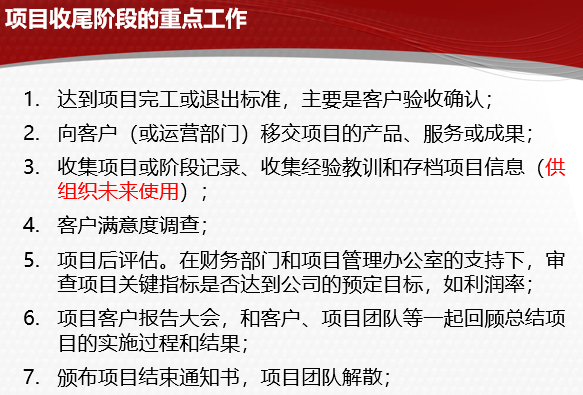 项目收尾阶段的重点工作
1. 达到项目完工或退出标准，主要是客户验收确认；
2. 向客户（或运营部门）移交项目的产品、服务或成果；
3. 收集项目或阶段记录、收集经验教训和存档项目信息（供
组织未来使用）；
4. 客户满意度调查；
5. 项目后评估。在财务部门和项目管理办公室的支持下，审
查项目关键指标是否达到公司的预定目标，如利润率；
6. 项目客户报告大会，和客户、项目团队等一起回顾总结项
目的实施过程和结果；
7. 颁布项目结束通知书，项目团队解散；